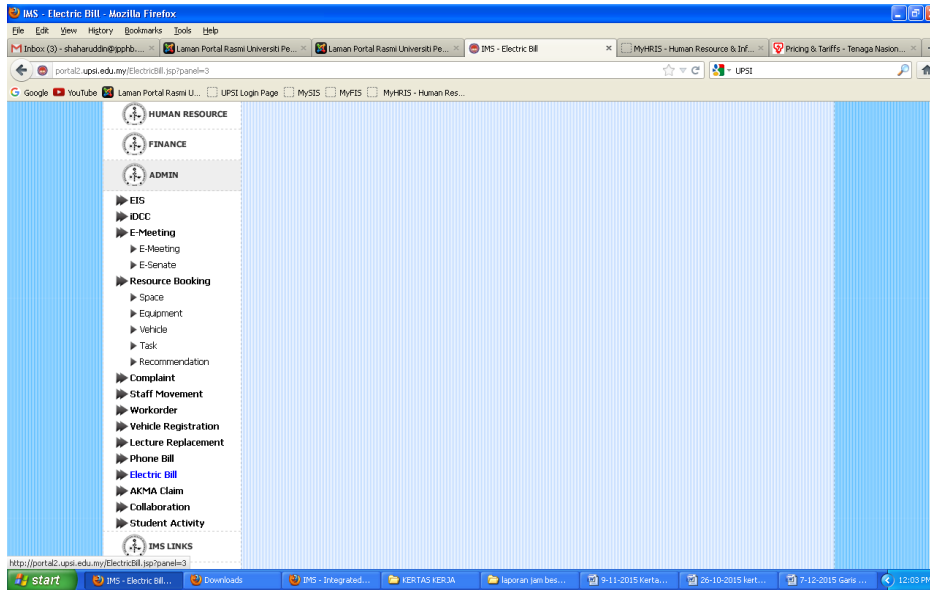 IMS - Electric Bill - Mozilla Firefox
File Edit View History Bookmarks Tools Help
Inbox (3) - shaharuddin@jpphb.... Laman Portal Rasmi Universiti Pe... Laman Portal Rasmi Universiti Pe... IMS - Electric Bill MyHRIS - Human Resource & Inf... Pricing & Tariffs - Tenaga Nasion...
portal2.upsi.edu.my/ElectricBill.jsp?panel=3 UPSI
Google YouTube Laman Portal Rasmi U... UPSI Login Page MySIS MyFIS MyHRIS - Human Res...
HUMAN RESOURCE
FINANCE
ADMIN
EIS
iDCC
E-Meeting
E-Meeting
E-Senate
Resource Booking
Space
Equipment
Vehicle
Task
Recommendation
Complaint
Staff Movement
Workorder
Vehicle Registration
Lecture Replacement
Phone Bill
Electric Bill
AKMA Claim
Collaboration
Student Activity
IMS LINKS
http://portal2.upsi.edu.my/ElectricBill.jsp?panel=3
start IMS - Electric Bill... Downloads IMS - Integrated... KERTAS KERJA laporan jam bes... 9-11-2015 Kerta... 26-10-2015 kert... 7-12-2015 Garis ... 12:03 PM